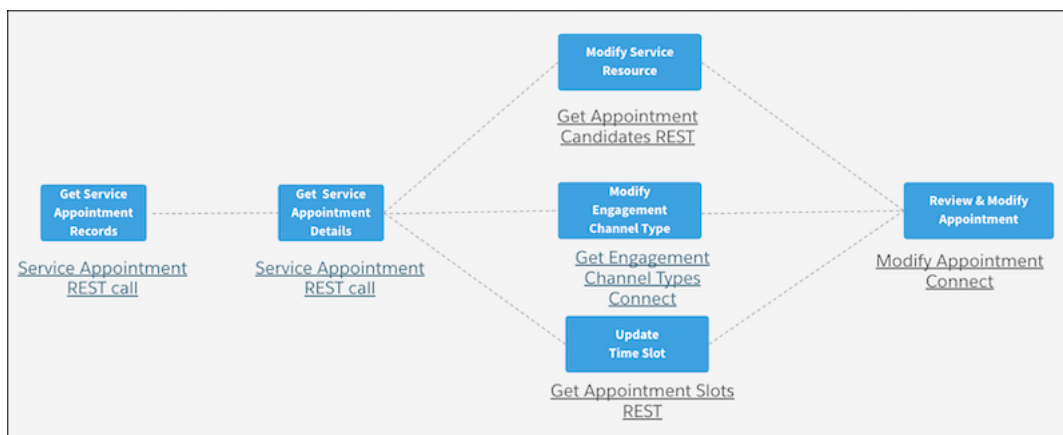 Get Service
Appointment
Records
Service Appointment
REST call
Get Service
Appointment
Details
Service Appointment
REST call
Modify Service
Resource
Get Appointment
Candidates REST
Modify
Engagement
Channel Type
Get Engagement
Channel Types
Connect
Update
Time Slot
Get Appointment Slots
REST
Review & Modify
Appointment
Modify Appointment
Connect